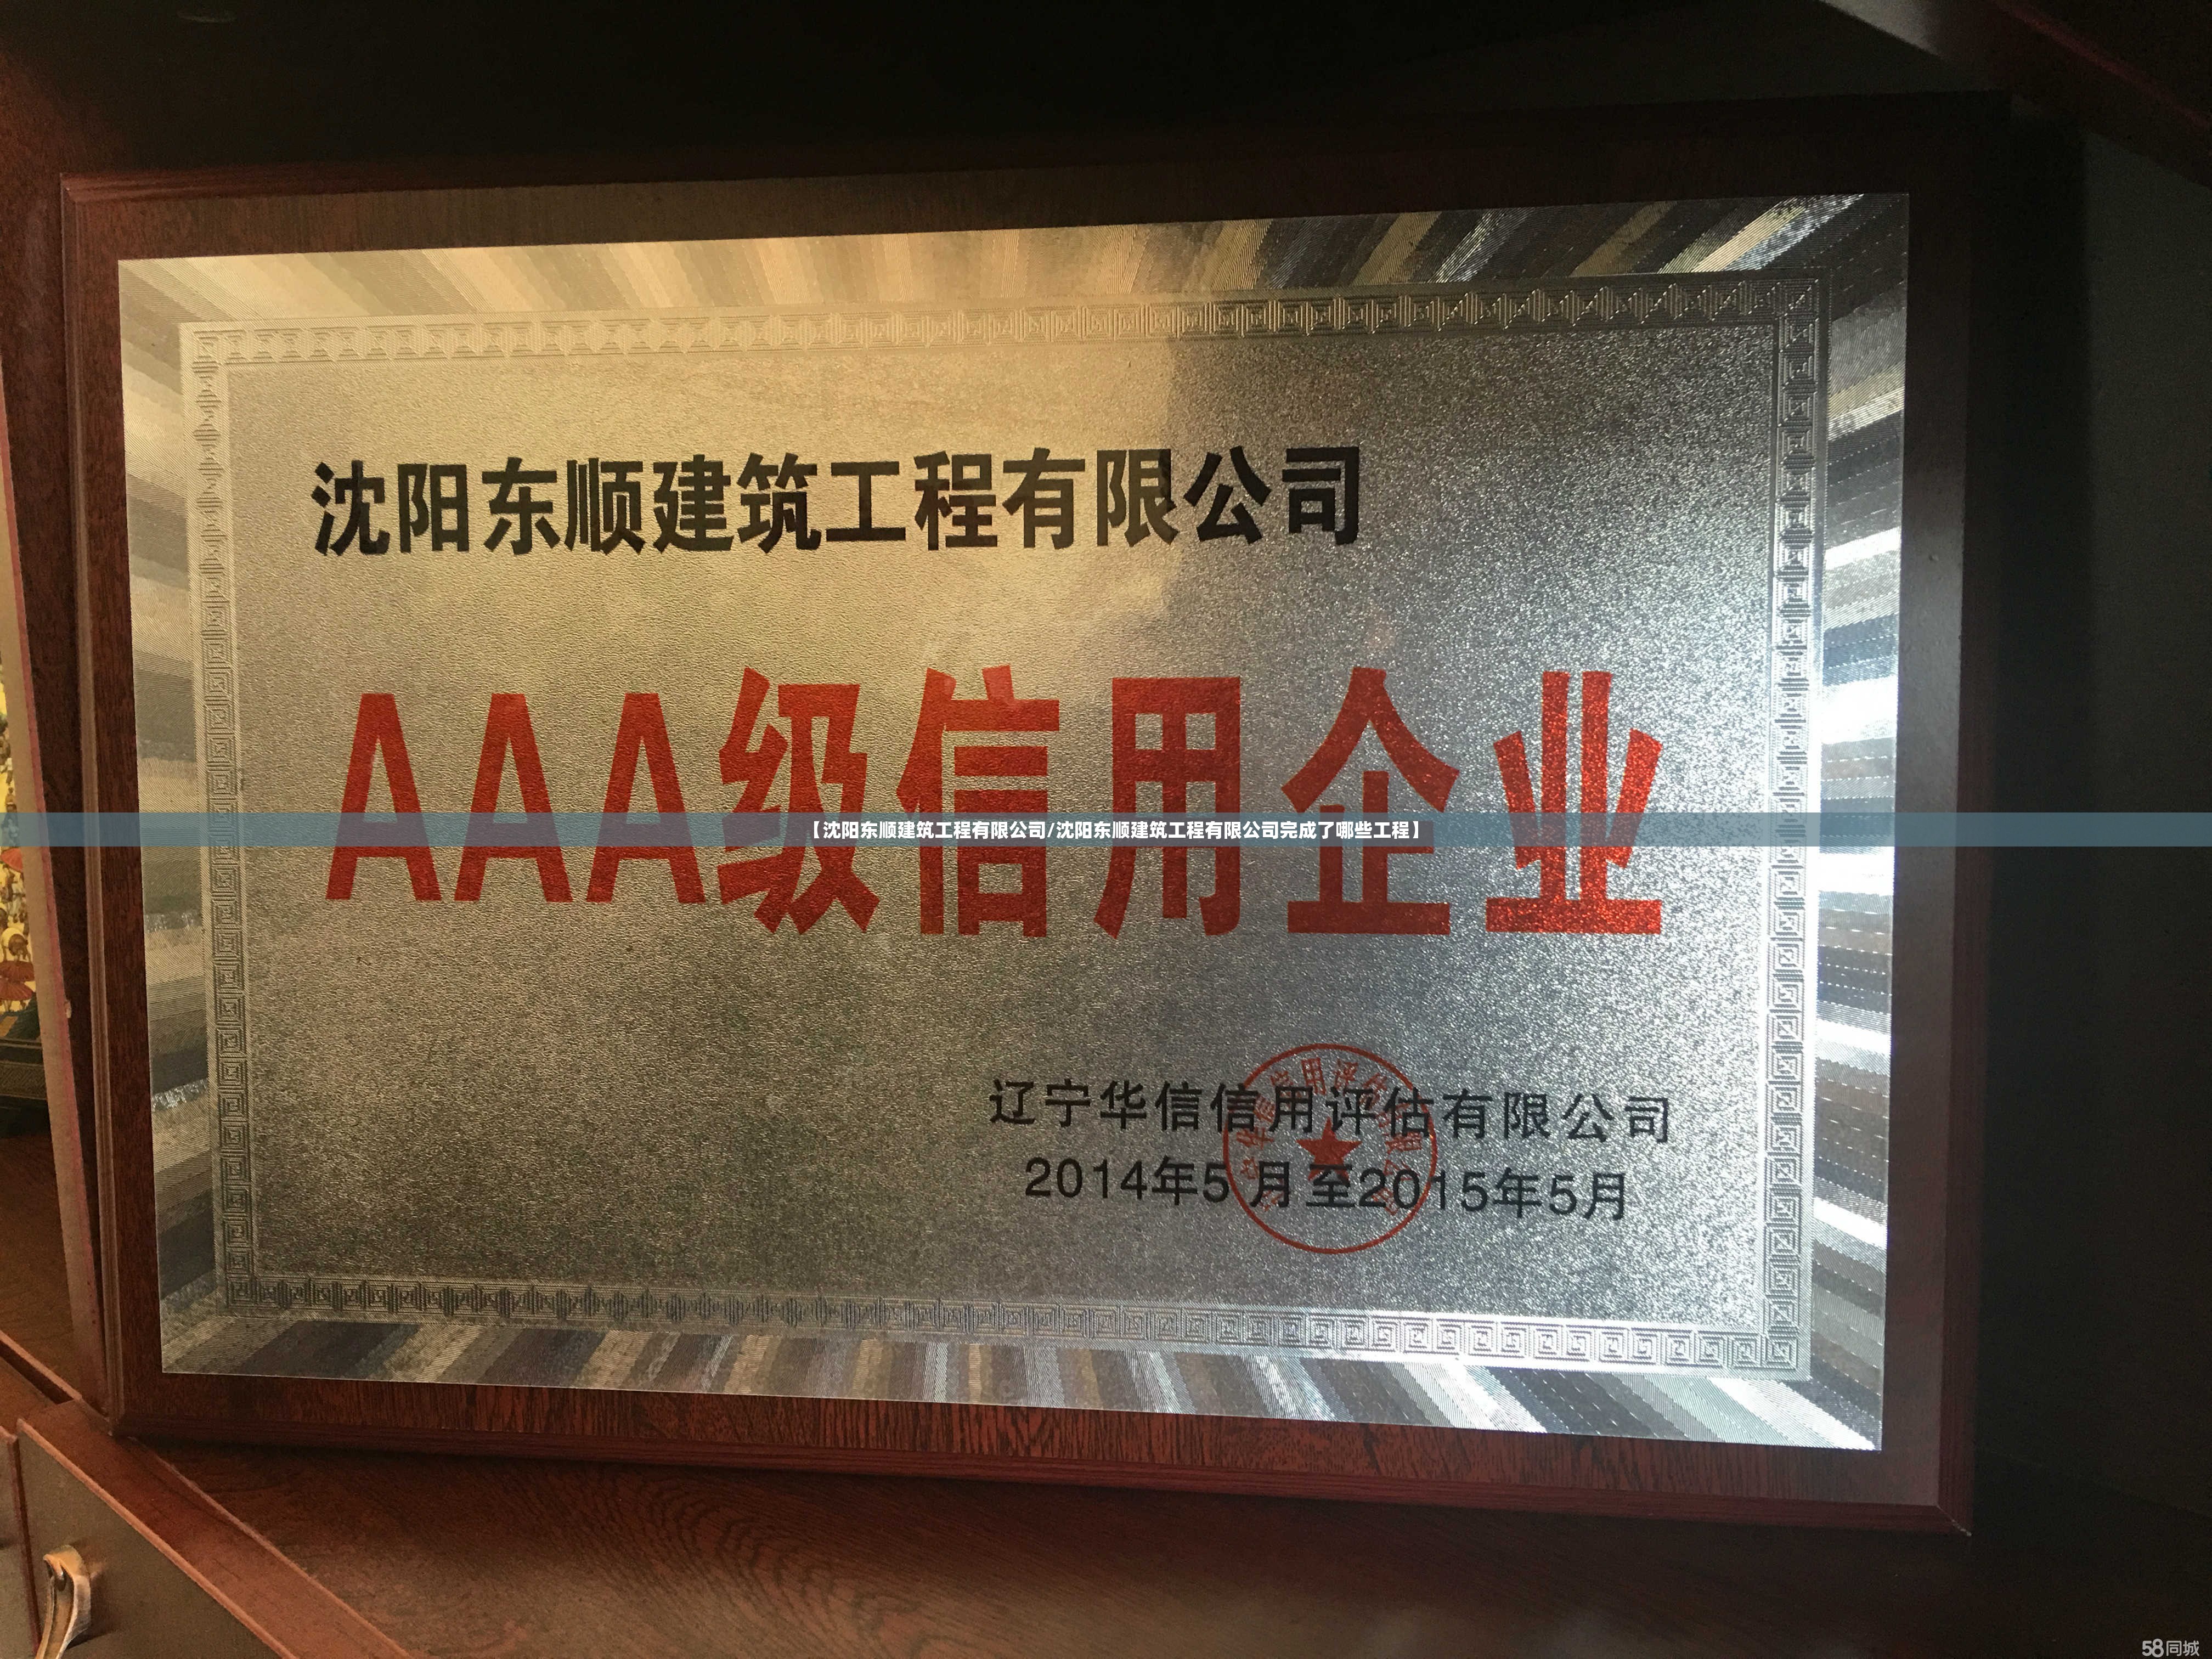 沈阳东顺建筑工程有限公司
AAA级信用企业
【沈阳东顺建筑工程有限公司/沈阳东顺建筑工程有限公司完成了哪些工程】
辽宁华信信用评估有限公司
2014年5月至2015年5月
58同城